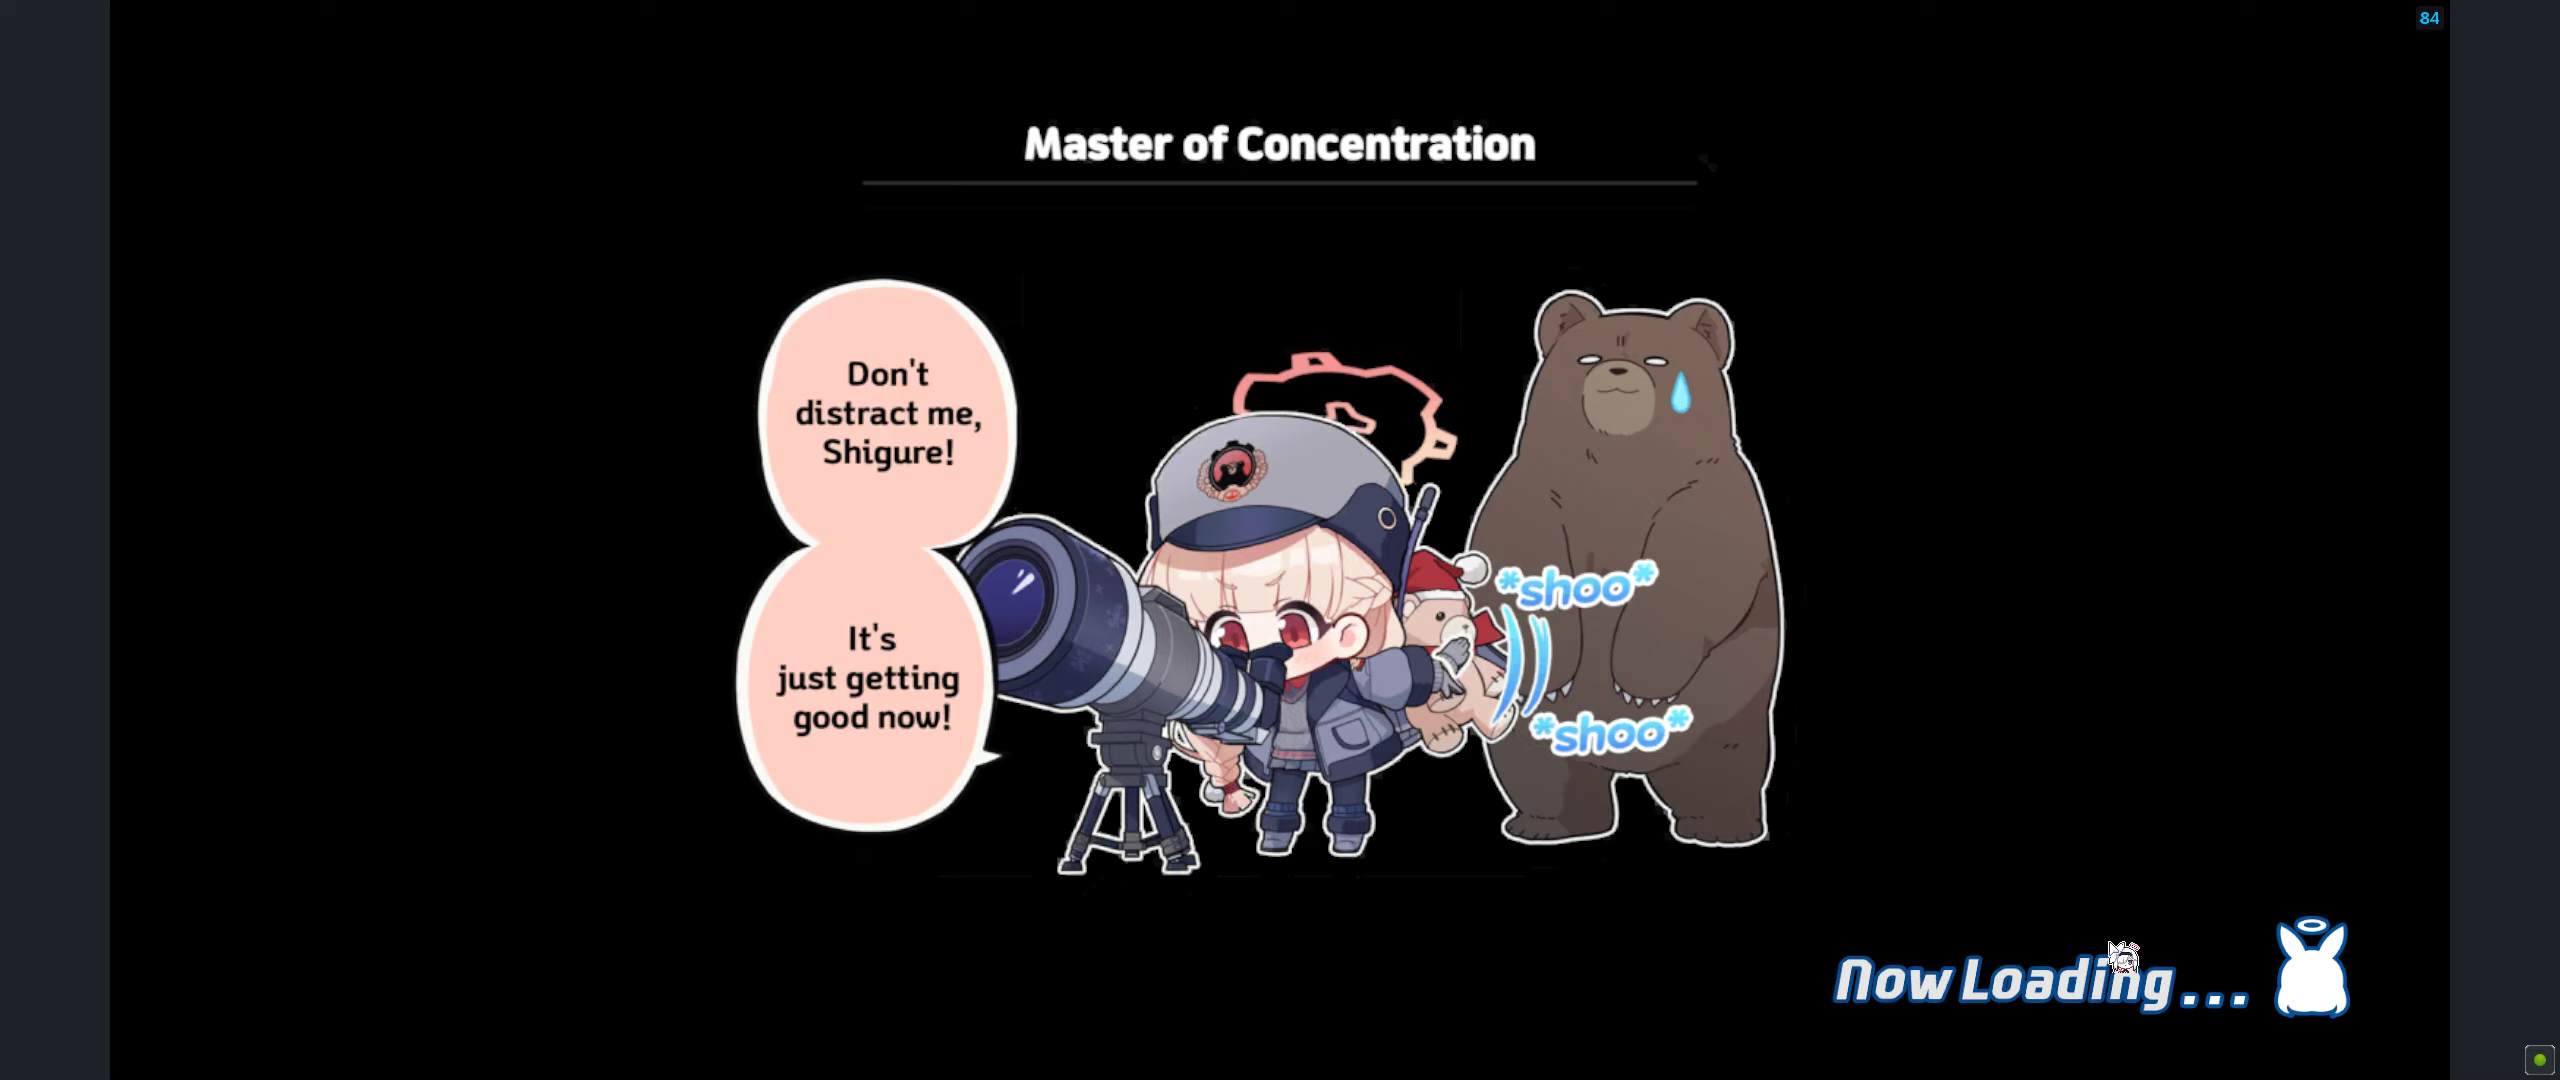 84
Master of Concentration
Don't
distract me,
Shigure!
It's
just getting
good now!
*shoo*
*shoo*
Now Loading...